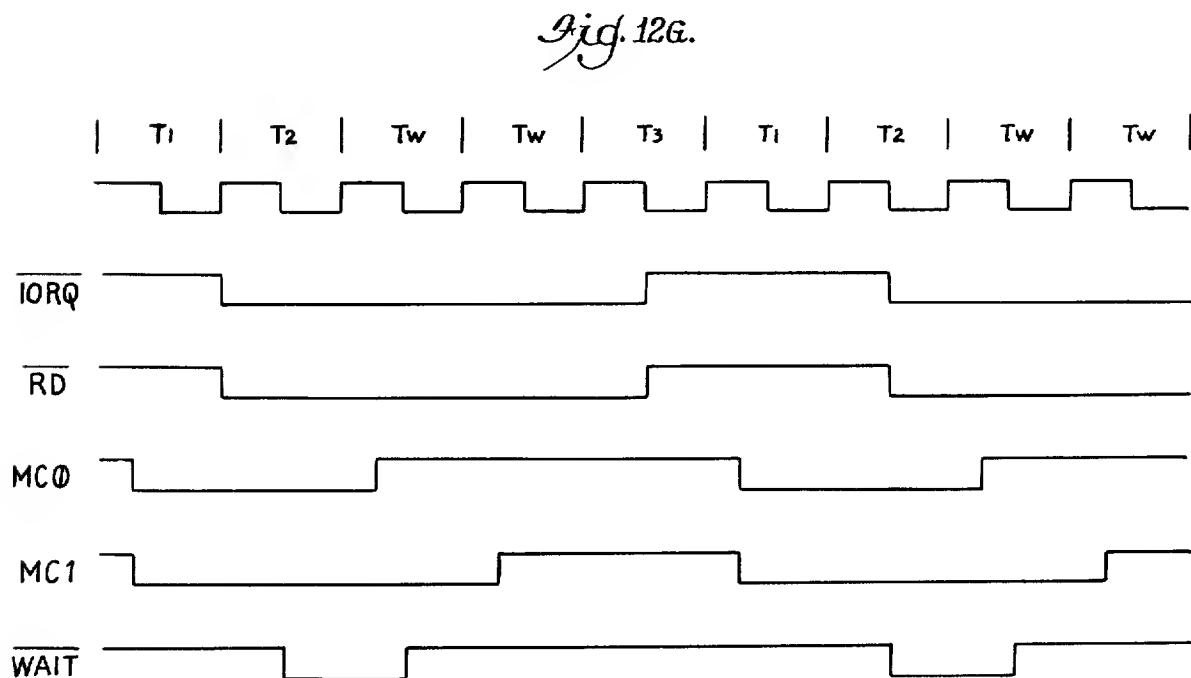 Fig. 12G.
T1 T2 Tw Tw T3 T1 T2 Tw Tw
IORQ
RD
MC0
MC1
WAIT